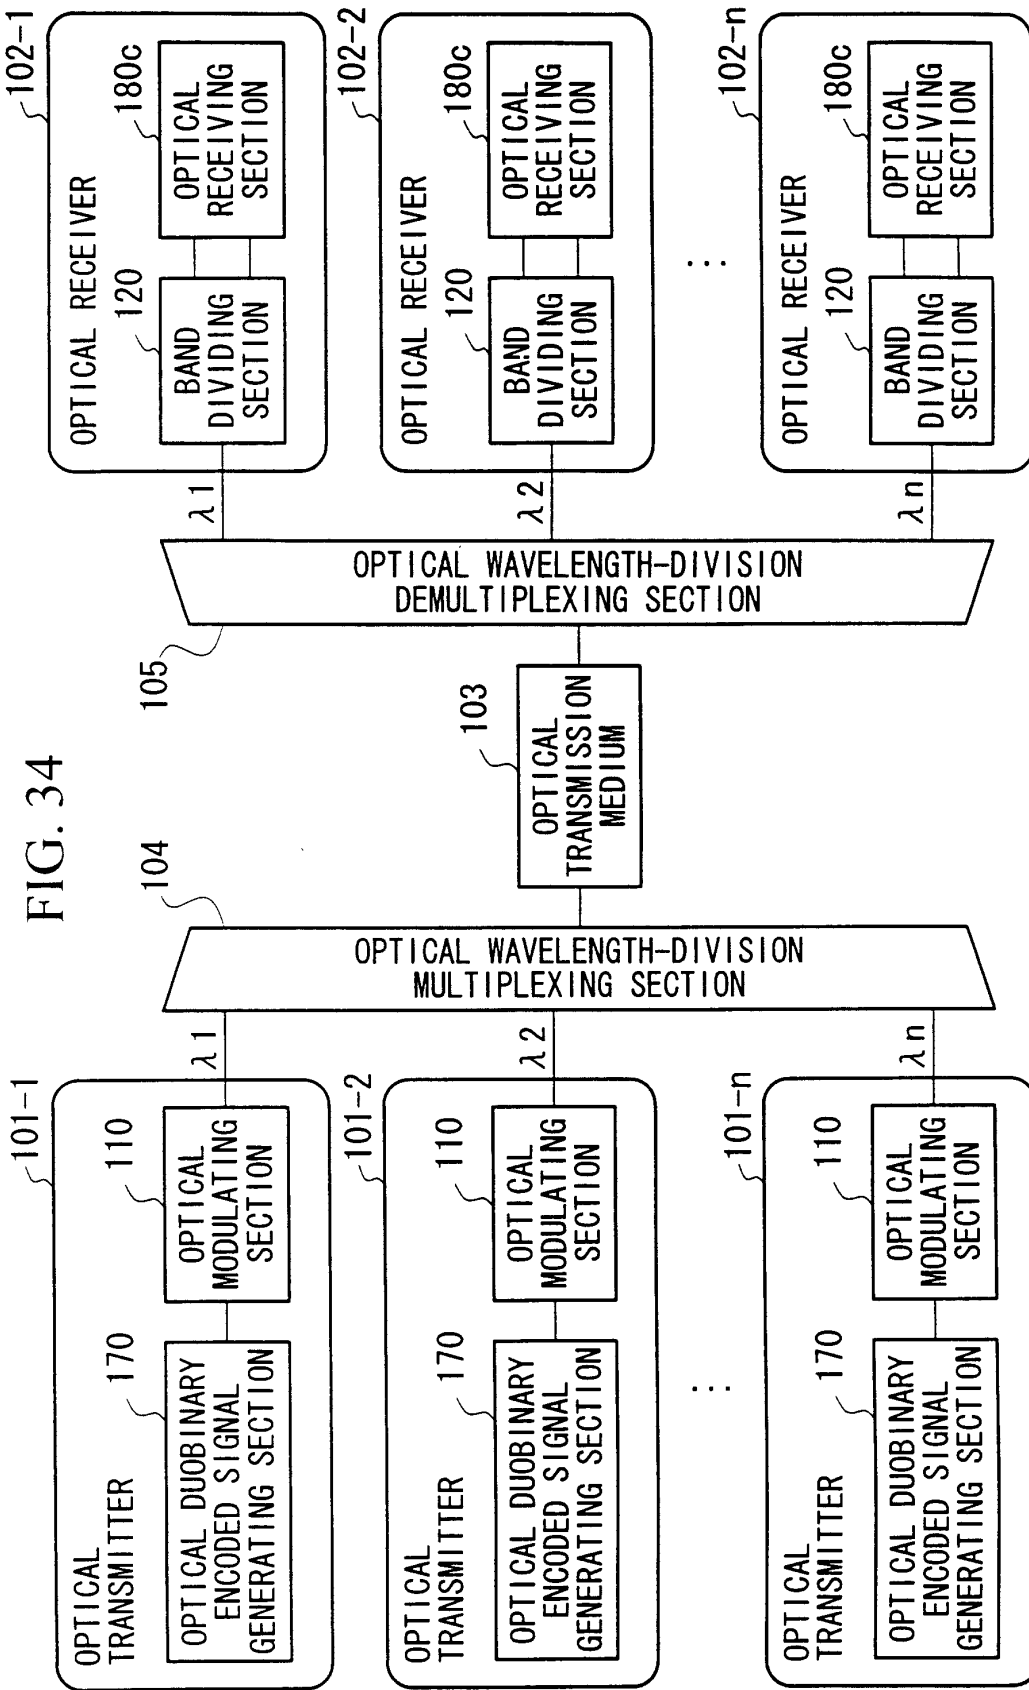 FIG. 34
101-1
OPTICAL
TRANSMITTER
170
OPTICAL DUOBINARY
ENCODED SIGNAL
GENERATING SECTION
110
OPTICAL
MODULATING
SECTION
λ1
101-2
OPTICAL
TRANSMITTER
170
OPTICAL DUOBINARY
ENCODED SIGNAL
GENERATING SECTION
110
OPTICAL
MODULATING
SECTION
λ2
...
101-n
OPTICAL
TRANSMITTER
170
OPTICAL DUOBINARY
ENCODED SIGNAL
GENERATING SECTION
110
OPTICAL
MODULATING
SECTION
λn
104
OPTICAL WAVELENGTH-DIVISION
MULTIPLEXING SECTION
103
OPTICAL
TRANSMISSION
MEDIUM
105
OPTICAL WAVELENGTH-DIVISION
DEMULTIPLEXING SECTION
λ1
102-1
OPTICAL RECEIVER
120
BAND
DIVIDING
SECTION
180c
OPTICAL
RECEIVING
SECTION
λ2
102-2
OPTICAL RECEIVER
120
BAND
DIVIDING
SECTION
180c
OPTICAL
RECEIVING
SECTION
...
λn
102-n
OPTICAL RECEIVER
120
BAND
DIVIDING
SECTION
180c
OPTICAL
RECEIVING
SECTION